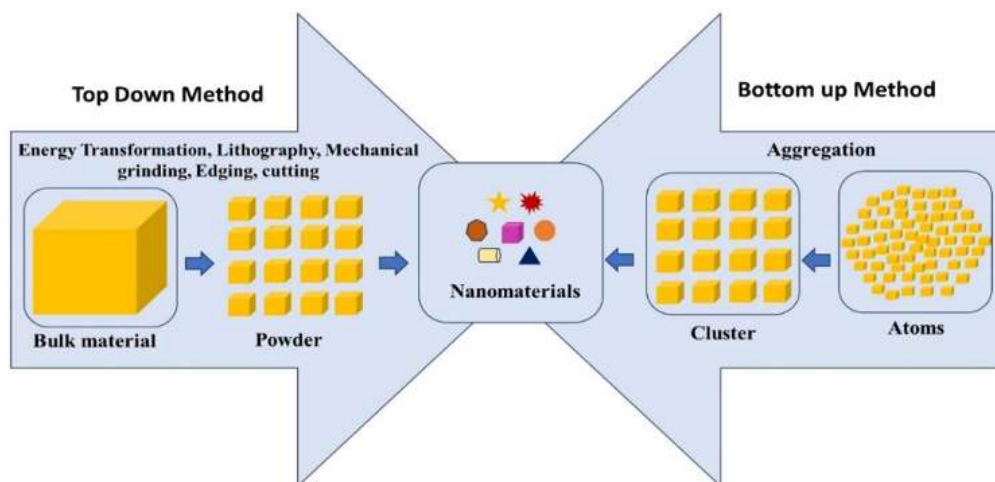 Top Down Method
Energy Transformation, Lithography, Mechanical
grinding, Edging, cutting
Bulk material
Powder
Nanomaterials
Bottom up Method
Aggregation
Cluster
Atoms